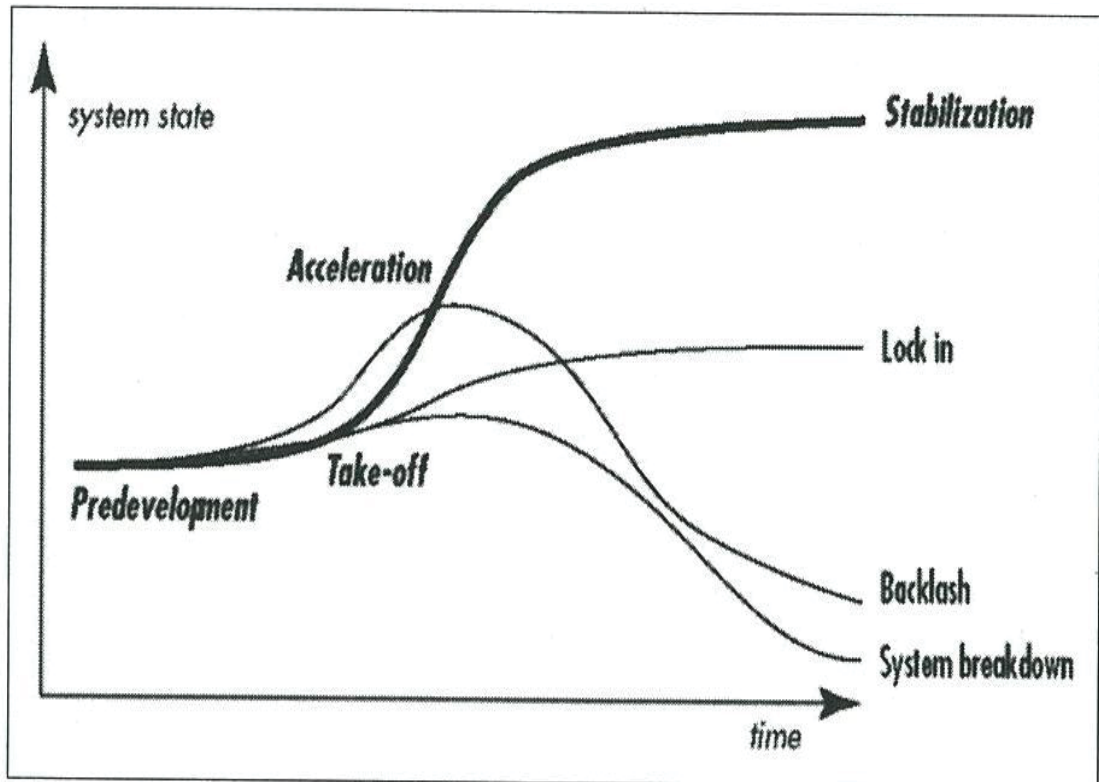 system state
Stabilization
Acceleration
Lock in
Take-off
Predevelopment
Backlash
System breakdown
time